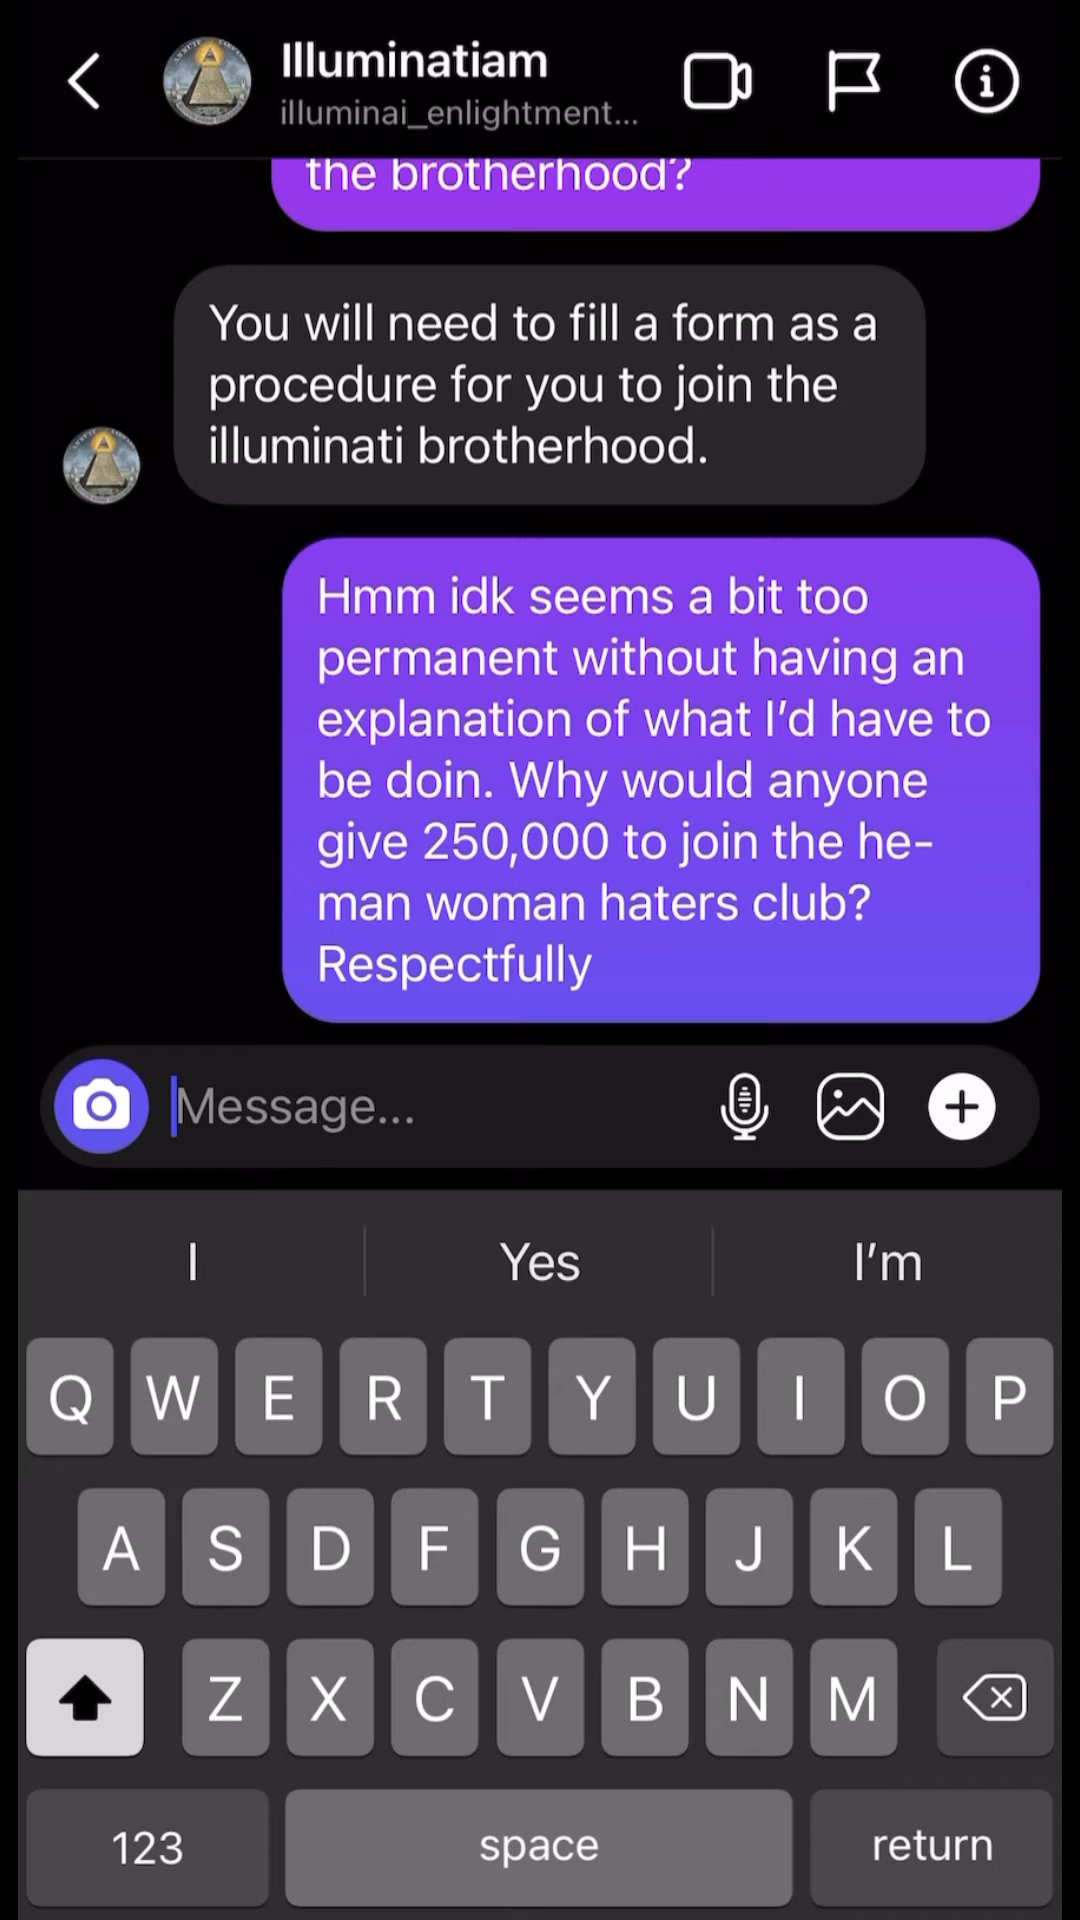 Illuminatiam
illuminai_enlightment...
the brotherhood?
You will need to fill a form as a
procedure for you to join the
illuminati brotherhood.
Hmm idk seems a bit too
permanent without having an
explanation of what I’d have to
be doin. Why would anyone
give 250,000 to join the he-
man woman haters club?
Respectfully
Message...
I Yes I’m
Q W E R T Y U I O P
A S D F G H J K L
Z X C V B N M
123 space return